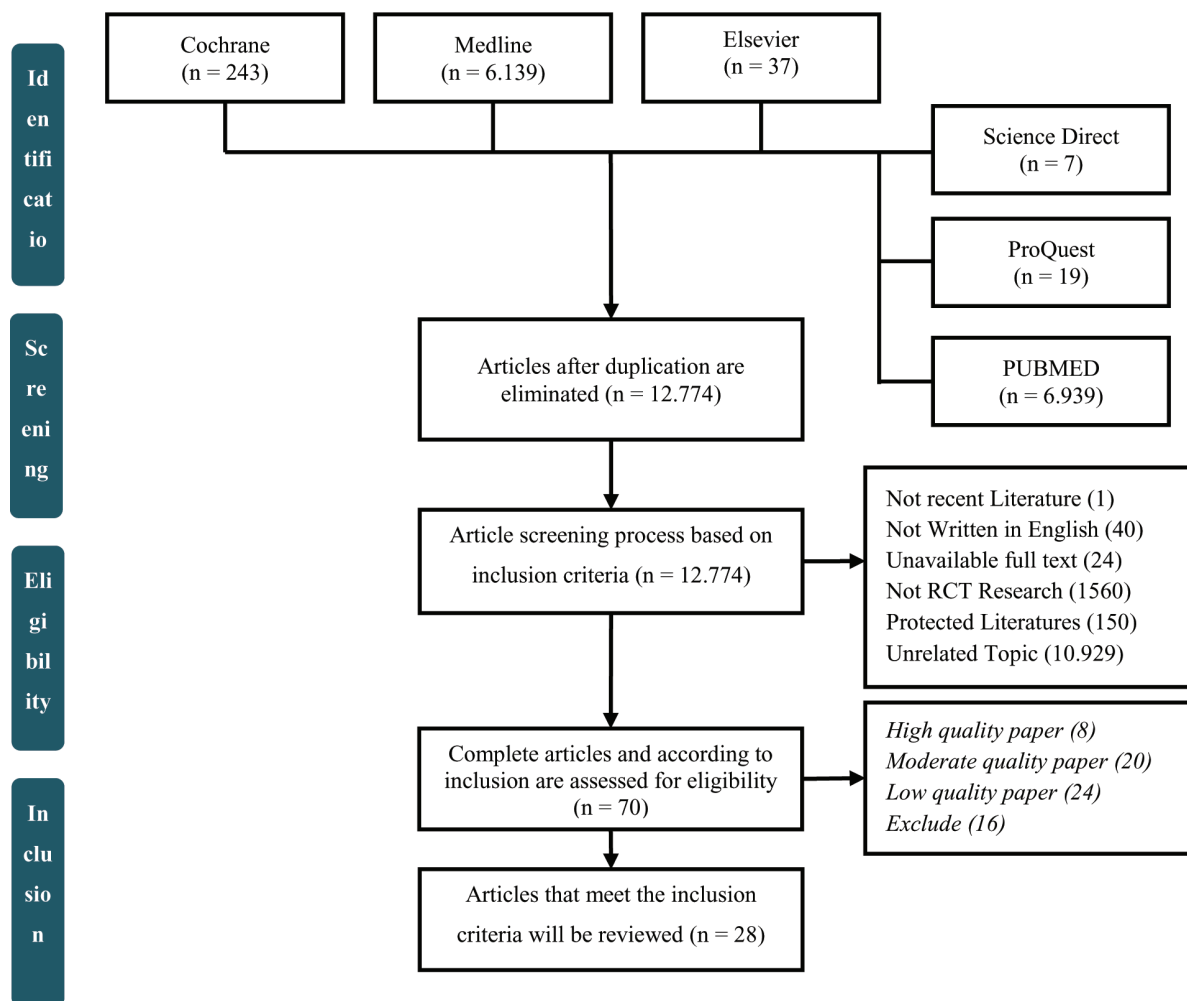 Cochrane
(n = 243)
Medline
(n = 6.139)
Elsevier
(n = 37)
Id
en
tifi
cat
io
Science Direct
(n = 7)
ProQuest
(n = 19)
PUBMED
(n = 6.939)
Sc
re
eni
ng
Articles after duplication are
eliminated (n = 12.774)
Article screening process based on
inclusion criteria (n = 12.774)
Not recent Literature (1)
Not Written in English (40)
Unavailable full text (24)
Not RCT Research (1560)
Protected Literatures (150)
Unrelated Topic (10.929)
Eli
gi
bil
ity
Complete articles and according to
inclusion are assessed for eligibility
(n = 70)
High quality paper (8)
Moderate quality paper (20)
Low quality paper (24)
Exclude (16)
In
clu
sio
n
Articles that meet the inclusion
criteria will be reviewed (n = 28)